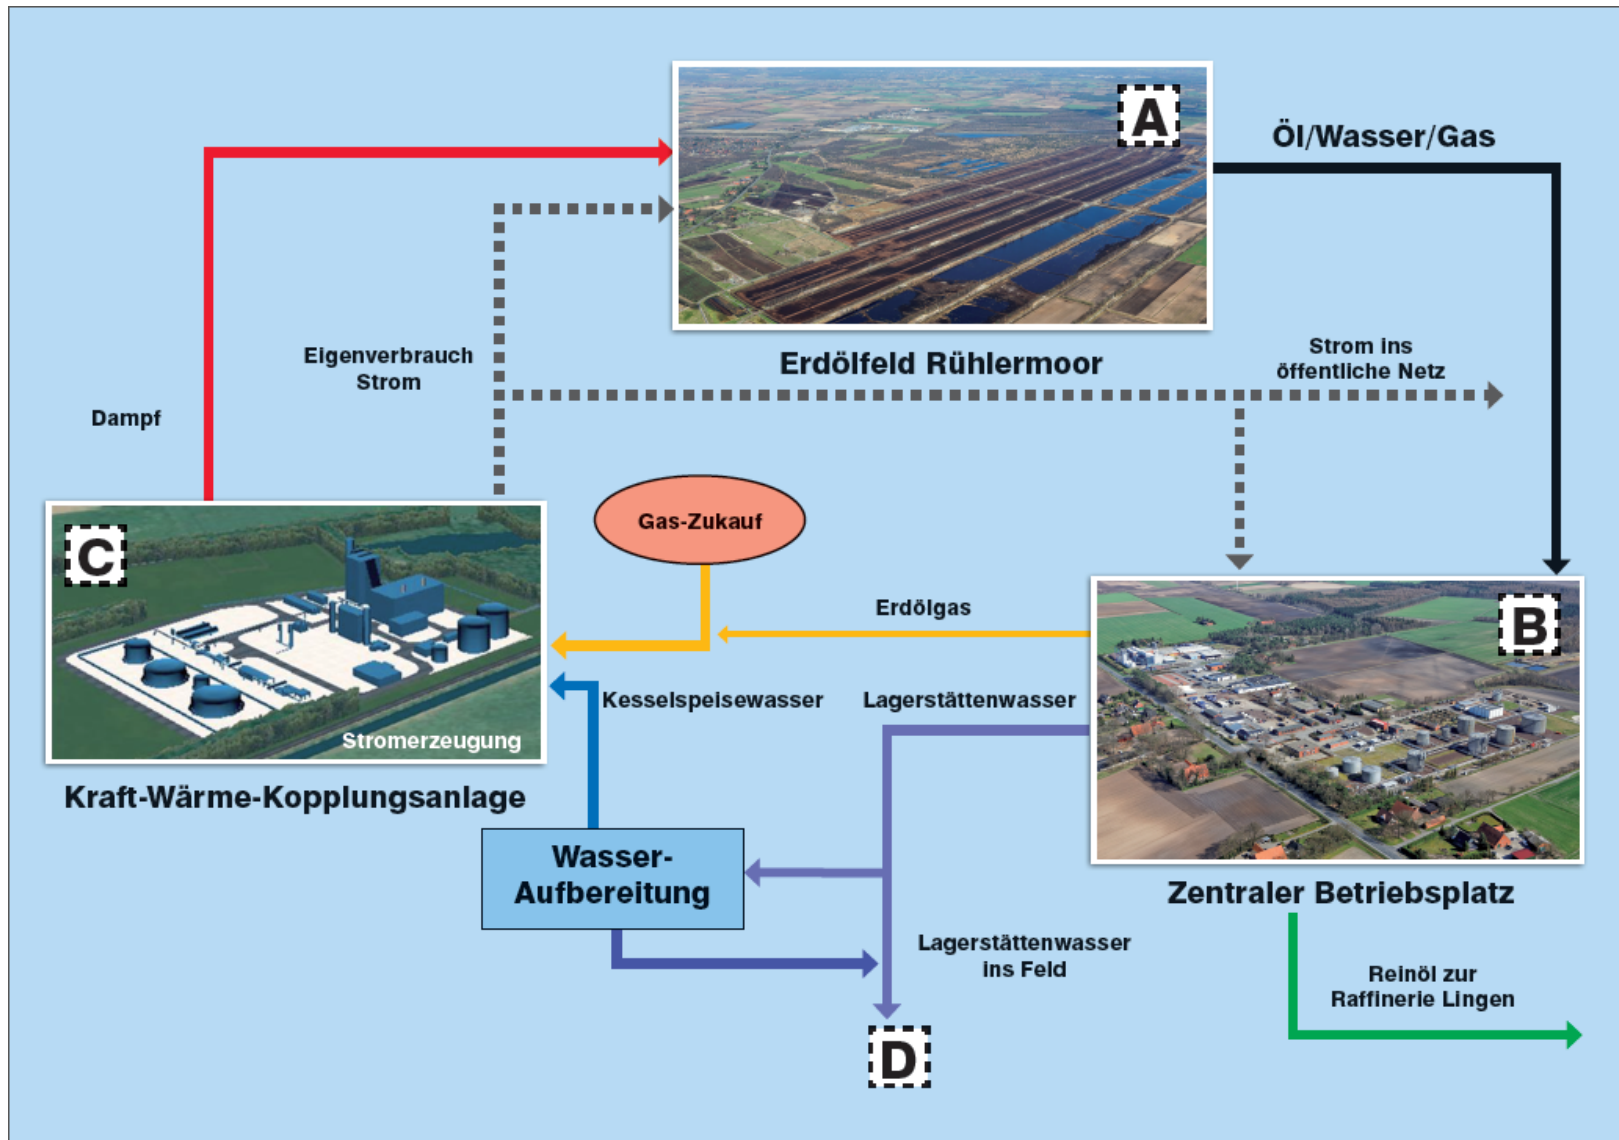 A
Öl/Wasser/Gas
Erdölfeld Rühlermoor
Eigenverbrauch
Strom
Strom ins
öffentliche Netz
Dampf
C
Stromerzeugung
Kraft-Wärme-Kopplungsanlage
Gas-Zukauf
Erdölgas
B
Kesselspeisewasser
Lagerstättenwasser
Zentraler Betriebsplatz
Wasser-
Aufbereitung
Lagerstättenwasser
ins Feld
Reinöl zur
Raffinerie Lingen
D